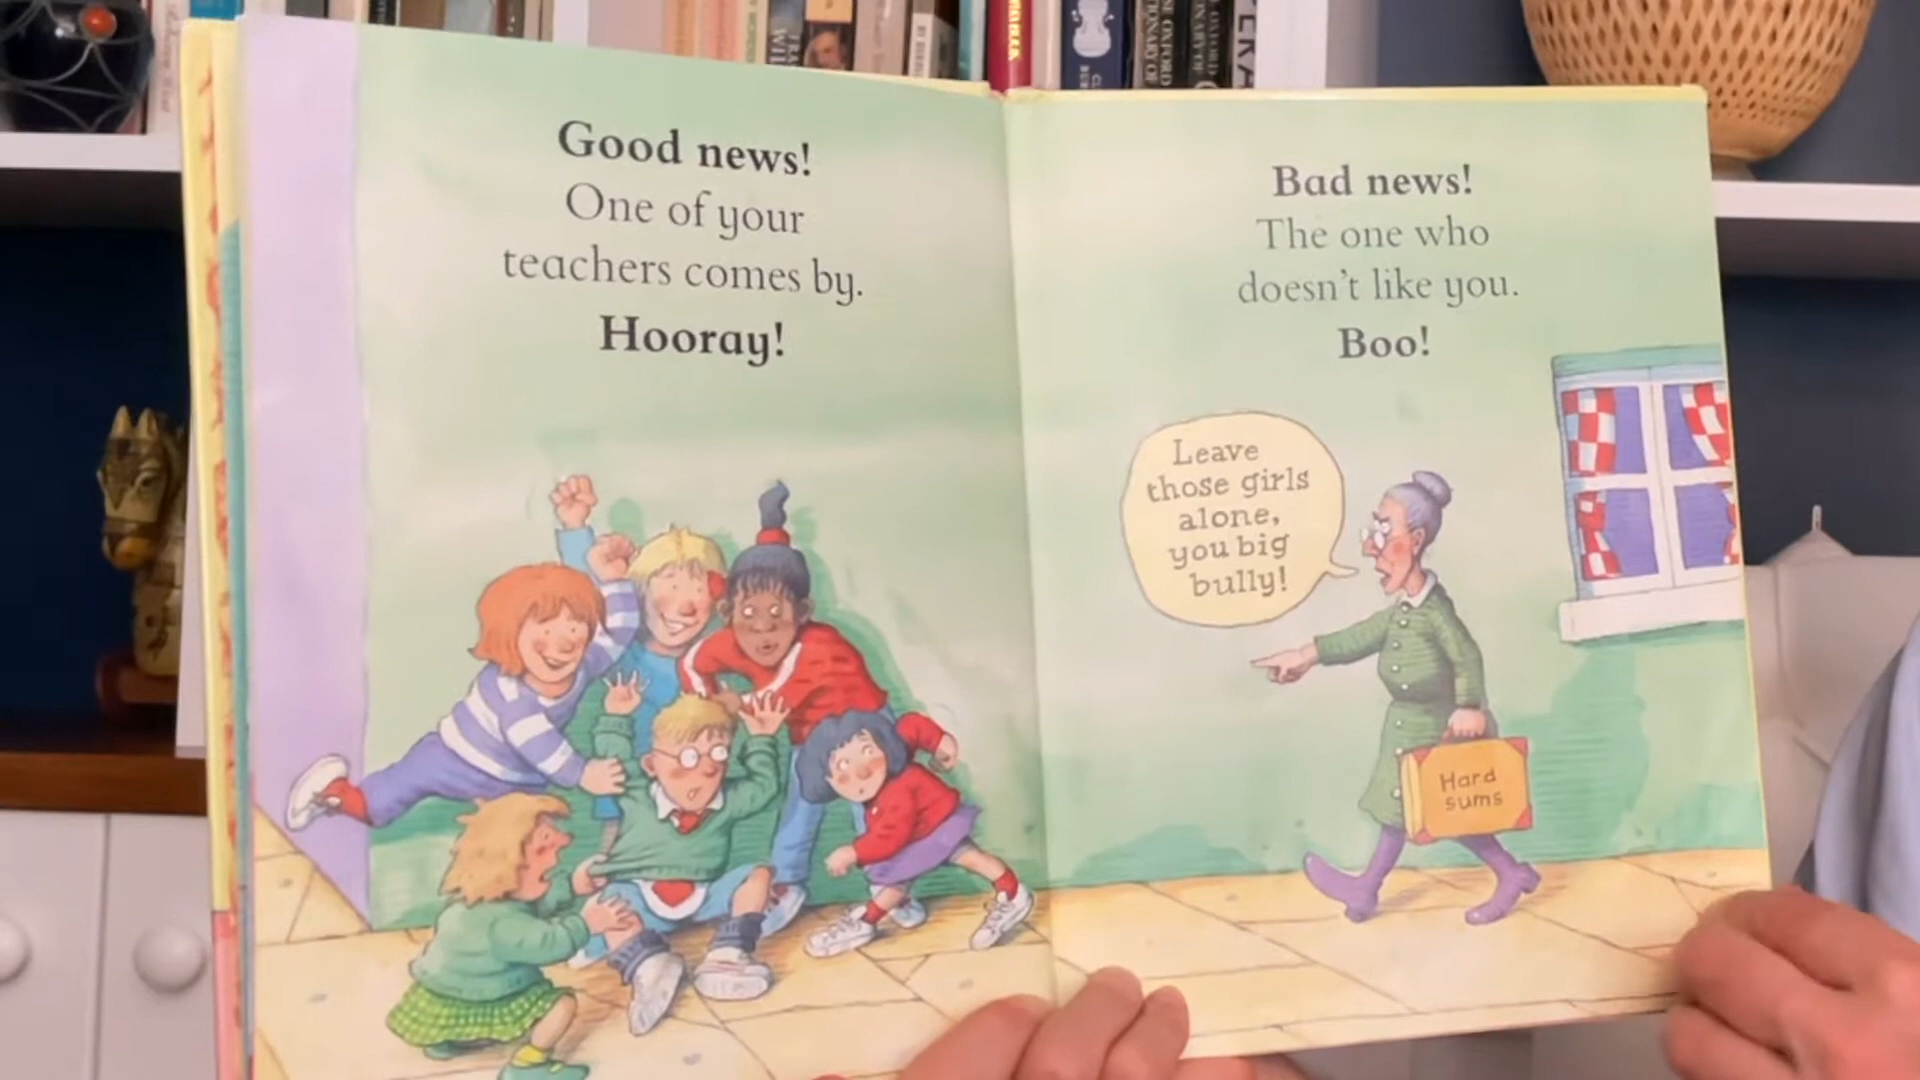 Good news!
One of your
teachers comes by.
Hooray!
Bad news!
The one who
doesn't like you.
Boo!
Leave
those girls
alone,
you big
bully!
Hard
sums